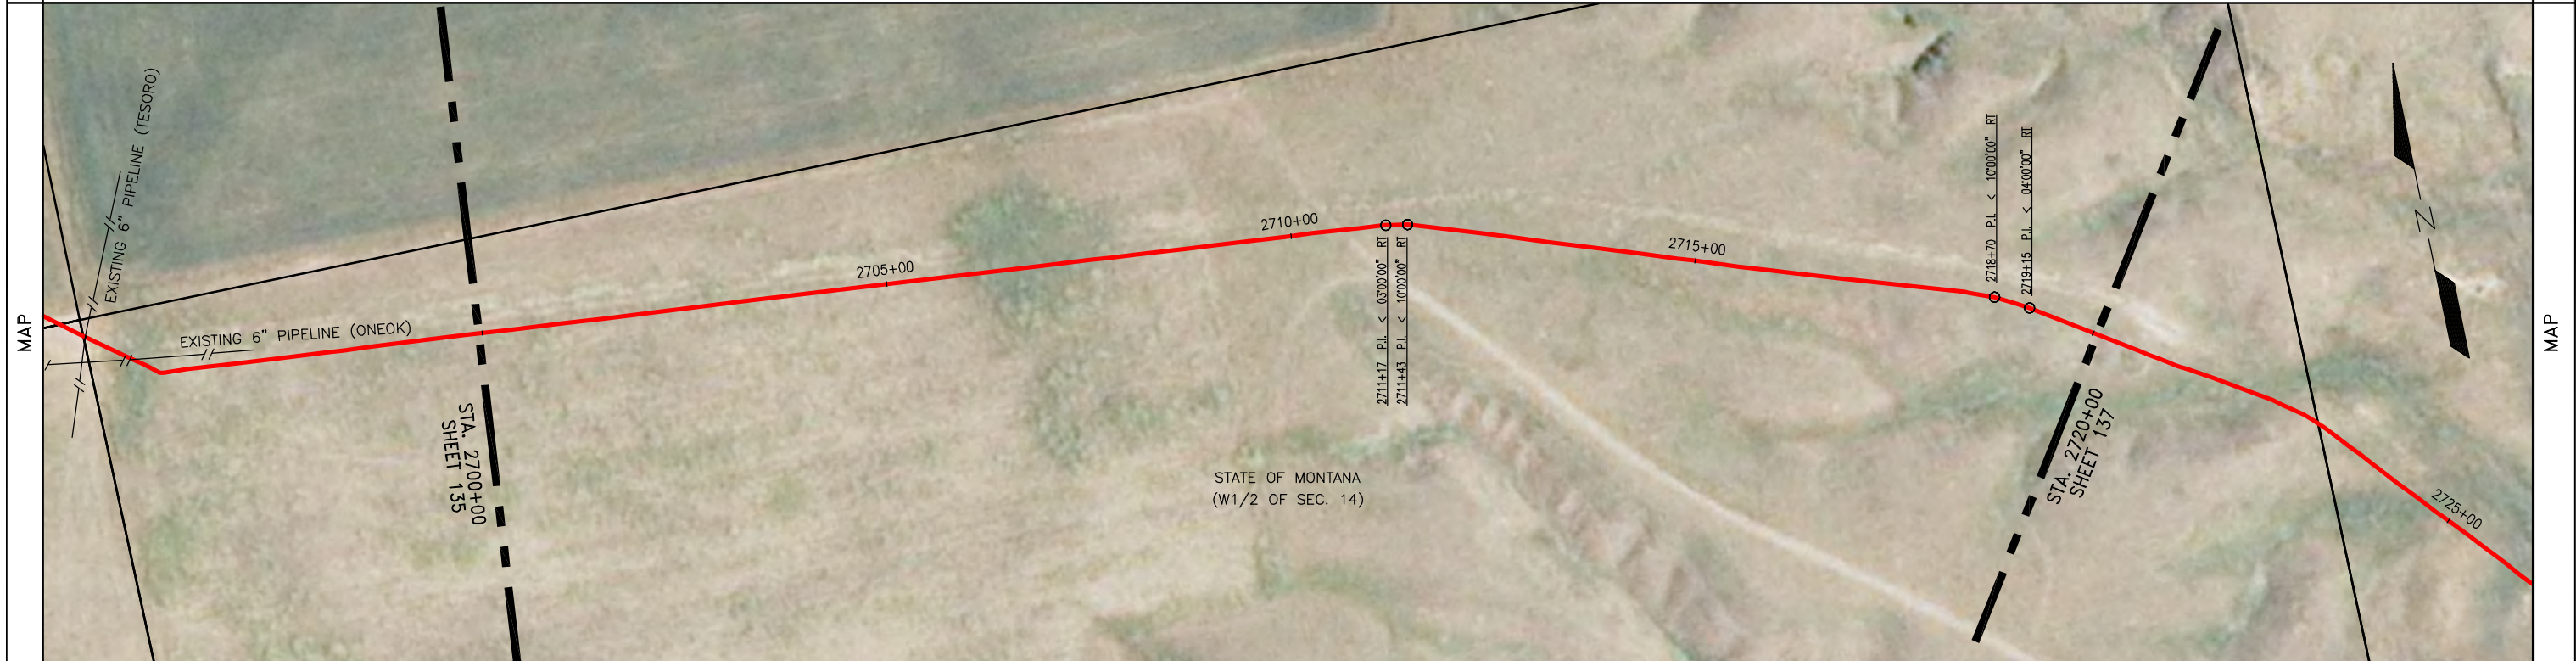 MAP
EXISTING 6" PIPELINE (TESORO)
EXISTING 6" PIPELINE (ONEOK)
STA. 2700+00
SHEET 135
2705+00
2710+00
2711+17 P.I. < 03°00'00" RT
2711+43 P.I. < 10°00'00" RT
STATE OF MONTANA
(W1/2 OF SEC. 14)
2715+00
2718+70 P.I. < 10°00'00" RT
2719+15 P.I. < 04°00'00" RT
STA. 2720+00
SHEET 137
2725+00
N
MAP